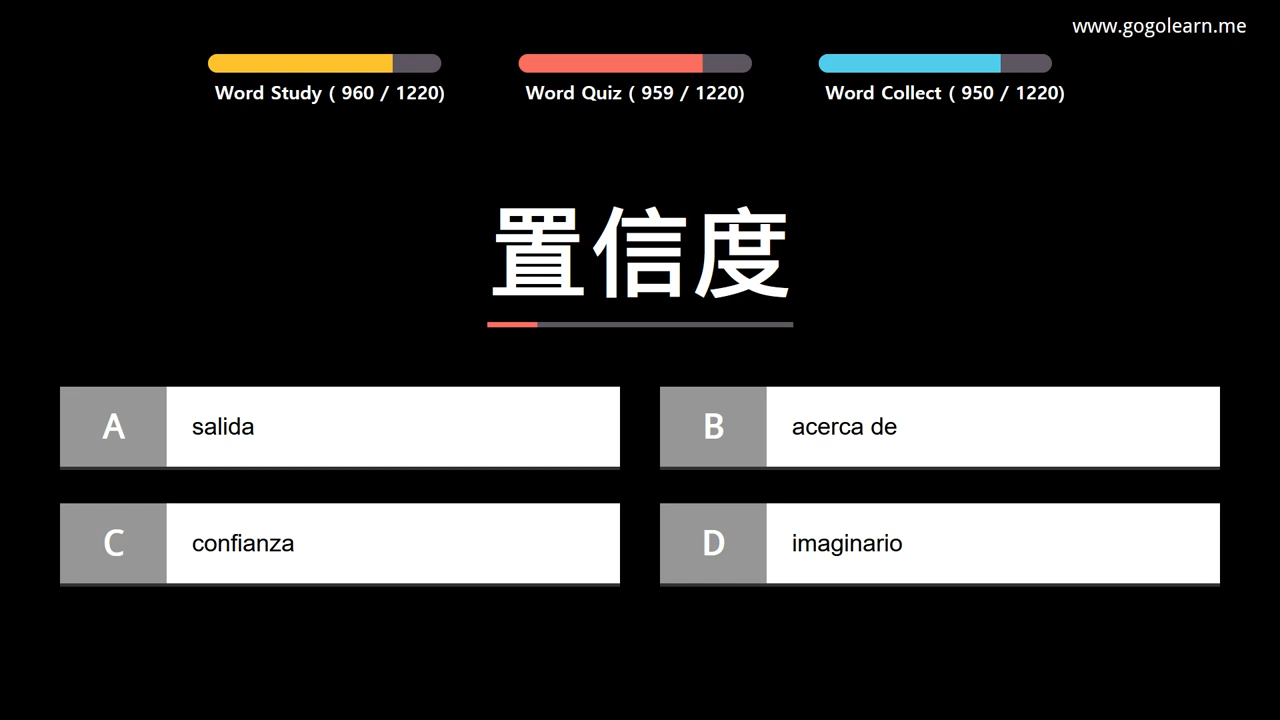 www.gogolearn.me
Word Study ( 960 / 1220)
Word Quiz ( 959 / 1220)
Word Collect ( 950 / 1220)
置信度
A
salida
B
acerca de
C
confianza
D
imaginario